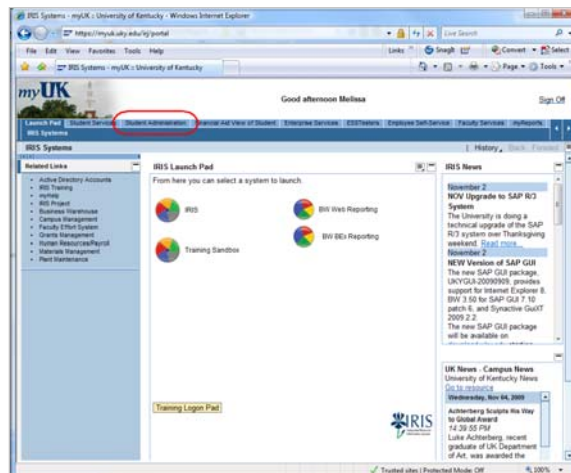 IRIS Systems - myUK :: University of Kentucky - Windows Internet Explorer
https://myuk.uky.edu/irj/portal
Live Search
File Edit View Favorites Tools Help
Links
SnagIt
Convert
Select
IRIS Systems - myUK :: University of Kentucky
Page
Tools
myUK
Good afternoon Melissa
Sign Off
Launch Pad
Student Services
Student Administration
Financial Aid View of Student
Enterprise Services
ESSTesters
Employee Self-Service
Faculty Services
myReports
IRIS Systems
IRIS Systems
History
Back
Forward
Related Links
Active Directory Accounts
IRIS Training
myHelp
IRIS Project
Business Warehouse
Campus Management
Faculty Effort System
Grants Management
Human Resources/Payroll
Materials Management
Plant Maintenance
IRIS Launch Pad
From here you can select a system to launch.
IRIS
BW Web Reporting
Training Sandbox
BW BEx Reporting
Training Logon Pad
IRIS
IRIS News
November 2
NOV Upgrade to SAP R/3
System
The University is doing a
technical upgrade of the SAP
R/3 system over Thanksgiving
weekend. Read more...
November 2
NEW Version of SAP GUI
The new SAP GUI package,
UKYGUI-20090909, provides
support for Internet Explorer 8,
BW 3.50 for SAP GUI 7.10
patch 6, and Synactive GuiXT
2009 2.2.
The new SAP GUI package
will be available on
UK News - Campus News
University of Kentucky News
Go to resource
Wednesday, Nov 04, 2009
Achterberg Sculpts His Way
to Global Award
14:39:55 PM
Luke Achterberg, recent
graduate of UK Department
of Art, was awarded the
Trusted sites | Protected Mode: Off
100%